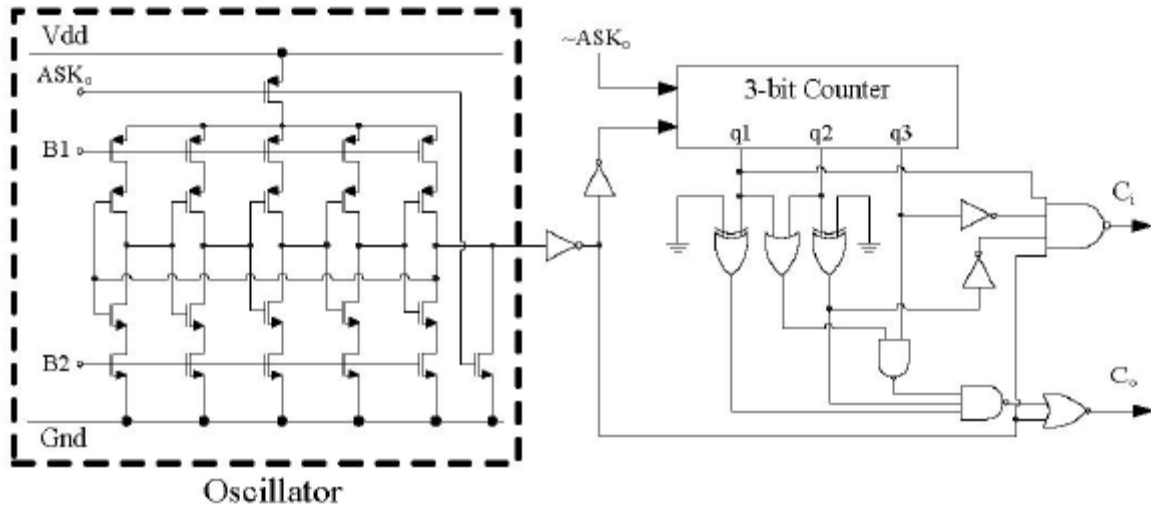 Vdd
ASKₒ
B1
B2
Gnd
Oscillator
~ASKₒ
3-bit Counter
q1 q2 q3
Cᵢ
Cₒ